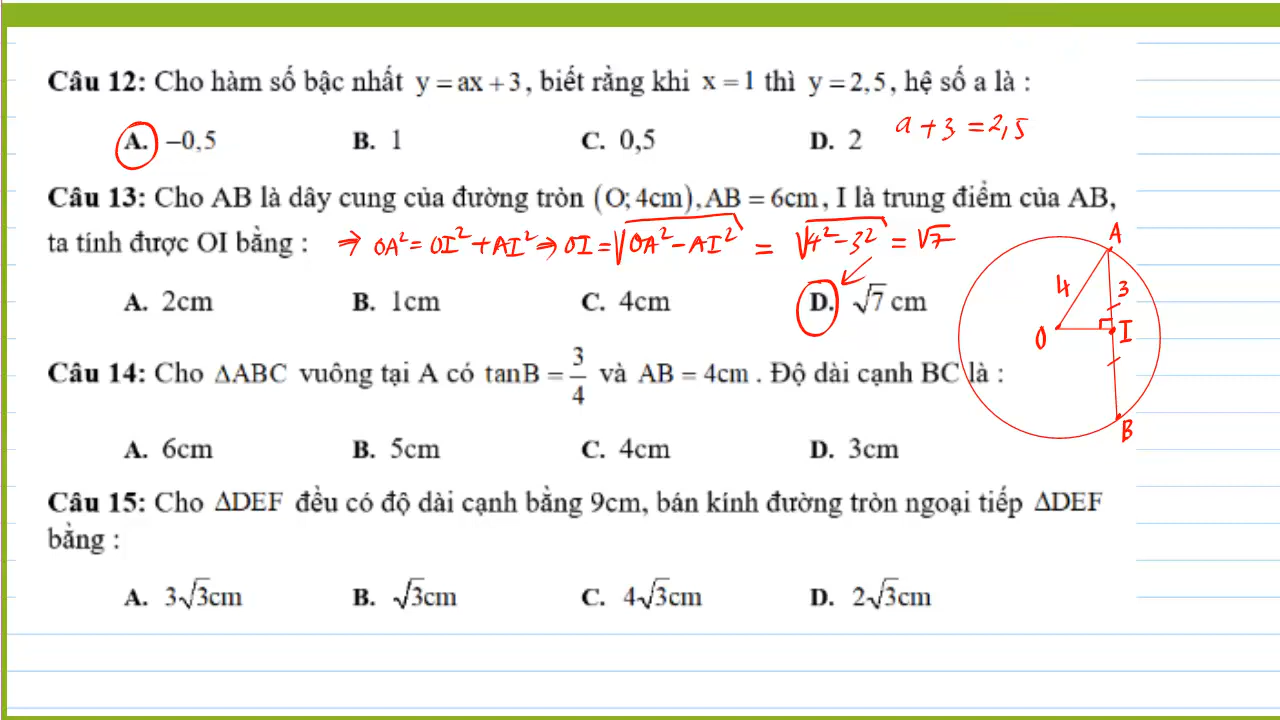 Câu 12: Cho hàm số bậc nhất y = ax + 3, biết rằng khi x = 1 thì y = 2,5, hệ số a là :
A. −0,5 B. 1 C. 0,5 D. 2 a + 3 = 2,5
Câu 13: Cho AB là dây cung của đường tròn (O; 4cm), AB = 6cm, I là trung điểm của AB,
ta tính được OI bằng : ⇒ OA² = OI² + AI² ⇒ OI = √(OA² − AI²) = √(4² − 3²) = √7
A. 2cm B. 1cm C. 4cm D. √7 cm
A
4 3
O I
B
Câu 14: Cho ΔABC vuông tại A có tanB = 3/4 và AB = 4cm . Độ dài cạnh BC là :
A. 6cm B. 5cm C. 4cm D. 3cm
Câu 15: Cho ΔDEF đều có độ dài cạnh bằng 9cm, bán kính đường tròn ngoại tiếp ΔDEF
bằng :
A. 3√3cm B. √3cm C. 4√3cm D. 2√3cm